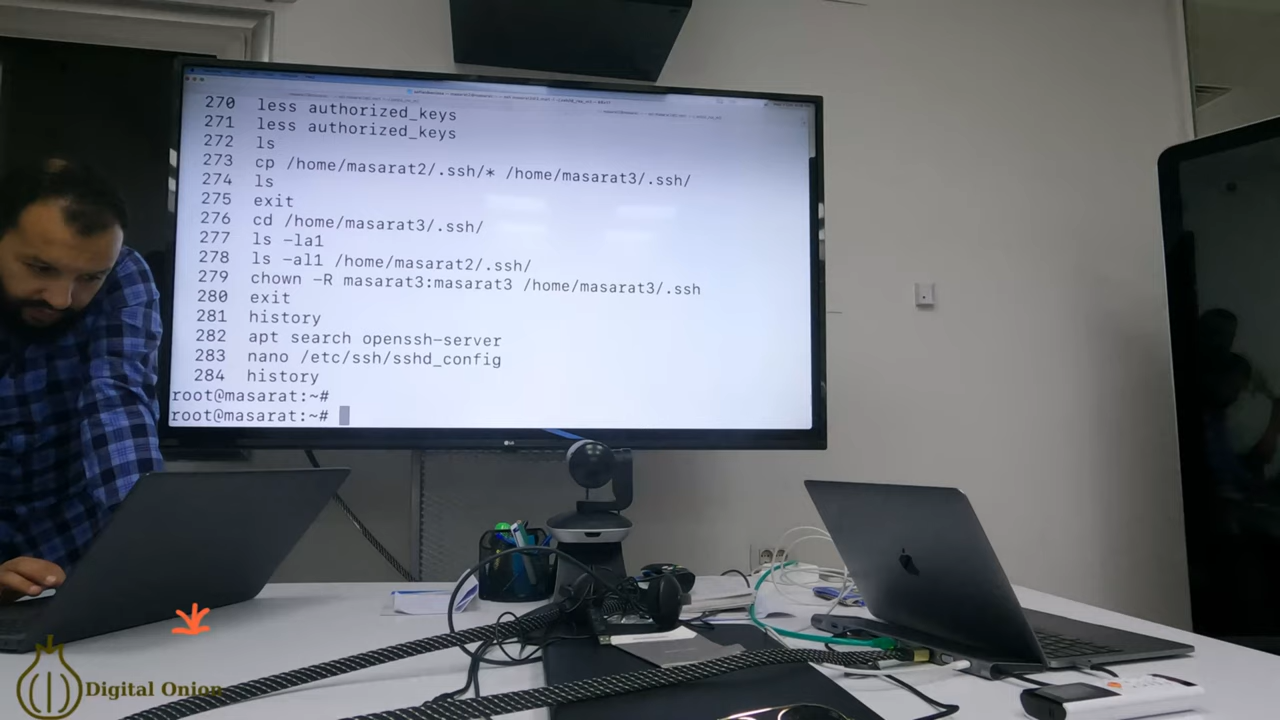 270 less authorized_keys
271 less authorized_keys
272 ls
273 cp /home/masarat2/.ssh/* /home/masarat3/.ssh/
274 ls
275 exit
276 cd /home/masarat3/.ssh/
277 ls -la1
278 ls -al1 /home/masarat2/.ssh/
279 chown -R masarat3:masarat3 /home/masarat3/.ssh
280 exit
281 history
282 apt search openssh-server
283 nano /etc/ssh/sshd_config
284 history
root@masarat:~#
root@masarat:~#
LG
Digital Onion